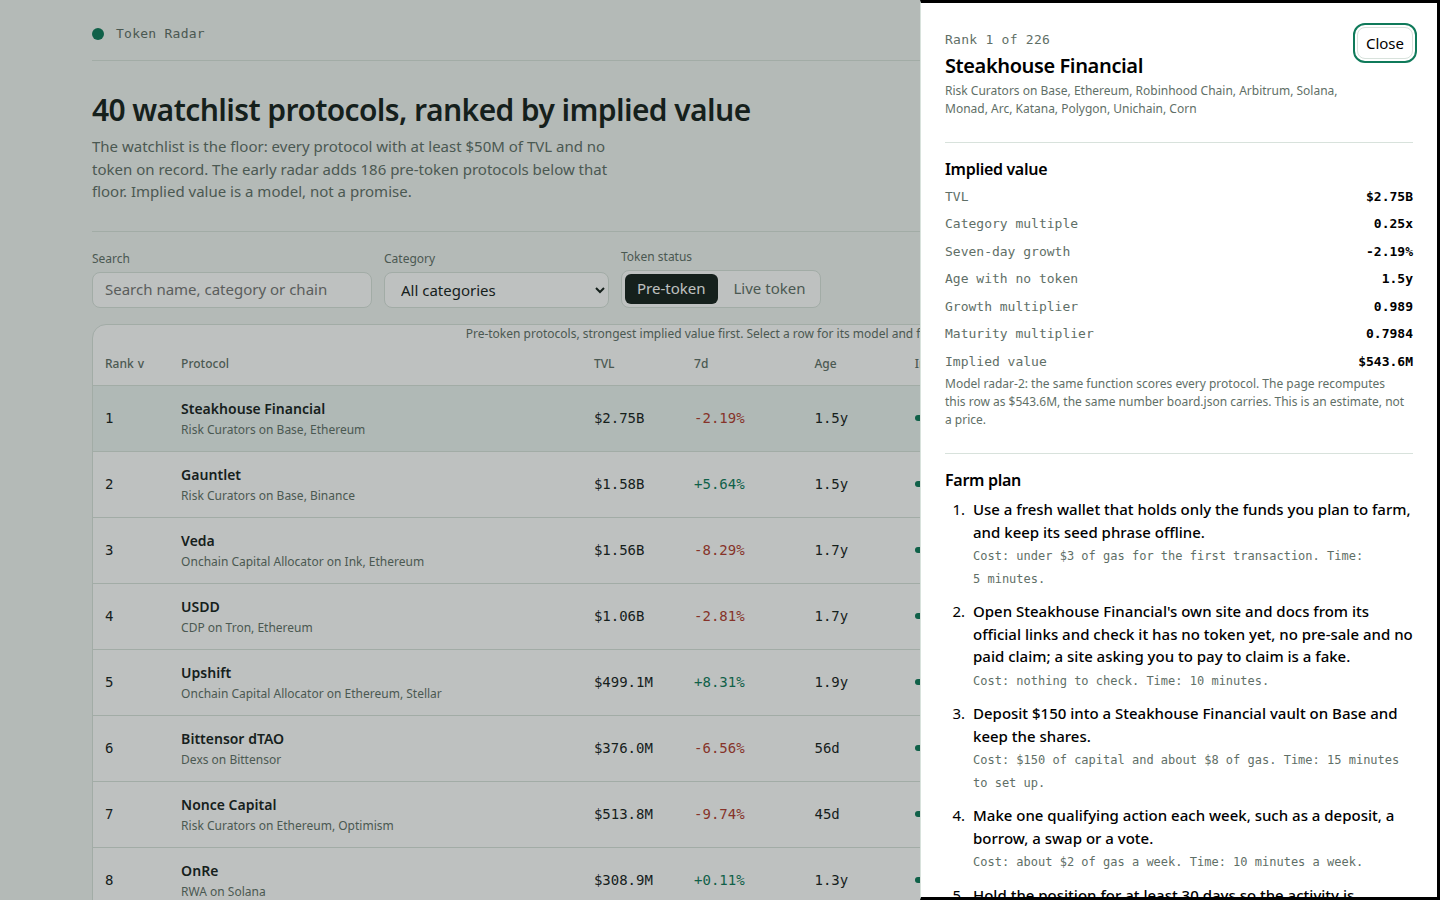 Token Radar
40 watchlist protocols, ranked by implied value
The watchlist is the floor: every protocol with at least $50M of TVL and no
token on record. The early radar adds 186 pre-token protocols below that
floor. Implied value is a model, not a promise.
Search
Category
Token status
Search name, category or chain
All categories
Pre-token
Live token
Pre-token protocols, strongest implied value first. Select a row for its model and f
Rank v
Protocol
TVL
7d
Age
1
Steakhouse Financial
Risk Curators on Base, Ethereum
$2.75B
-2.19%
1.5y
2
Gauntlet
Risk Curators on Base, Binance
$1.58B
+5.64%
1.5y
3
Veda
Onchain Capital Allocator on Ink, Ethereum
$1.56B
-8.29%
1.7y
4
USDD
CDP on Tron, Ethereum
$1.06B
-2.81%
1.7y
5
Upshift
Onchain Capital Allocator on Ethereum, Stellar
$499.1M
+8.31%
1.9y
6
Bittensor dTAO
Dexs on Bittensor
$376.0M
-6.56%
56d
7
Nonce Capital
Risk Curators on Ethereum, Optimism
$513.8M
-9.74%
45d
8
OnRe
RWA on Solana
$308.9M
+0.11%
1.3y
Rank 1 of 226
Close
Steakhouse Financial
Risk Curators on Base, Ethereum, Robinhood Chain, Arbitrum, Solana,
Monad, Arc, Katana, Polygon, Unichain, Corn
Implied value
TVL $2.75B
Category multiple 0.25x
Seven-day growth -2.19%
Age with no token 1.5y
Growth multiplier 0.989
Maturity multiplier 0.7984
Implied value $543.6M
Model radar-2: the same function scores every protocol. The page recomputes
this row as $543.6M, the same number board.json carries. This is an estimate, not
a price.
Farm plan
1. Use a fresh wallet that holds only the funds you plan to farm,
and keep its seed phrase offline.
Cost: under $3 of gas for the first transaction. Time:
5 minutes.
2. Open Steakhouse Financial's own site and docs from its
official links and check it has no token yet, no pre-sale and no
paid claim; a site asking you to pay to claim is a fake.
Cost: nothing to check. Time: 10 minutes.
3. Deposit $150 into a Steakhouse Financial vault on Base and
keep the shares.
Cost: $150 of capital and about $8 of gas. Time: 15 minutes
to set up.
4. Make one qualifying action each week, such as a deposit, a
borrow, a swap or a vote.
Cost: about $2 of gas a week. Time: 10 minutes a week.
5. Hold the position for at least 30 days so the activity is